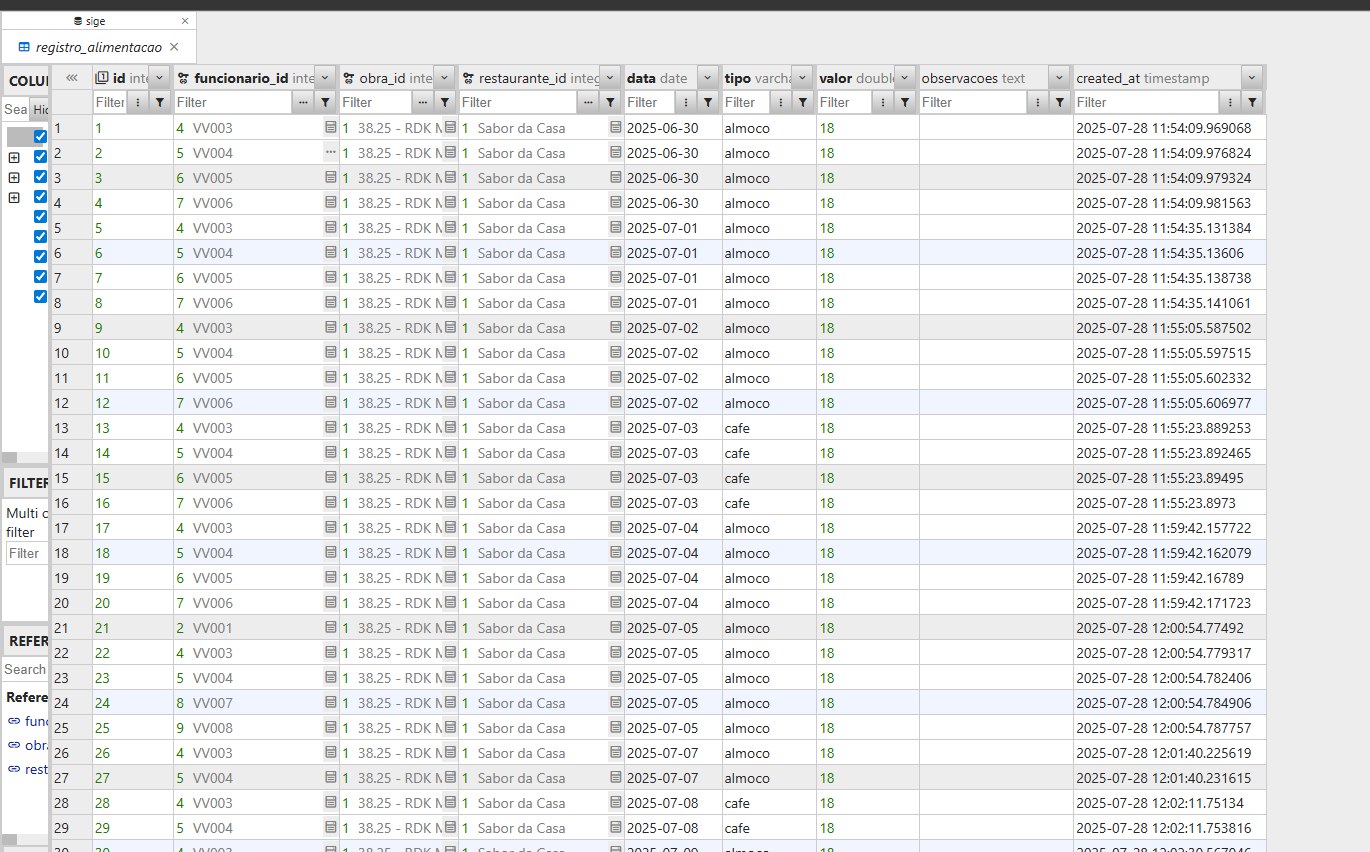 sige
registro_alimentacao
COLUI id inte funcionario_id inte obra_id inte restaurante_id integ data date tipo varcha valor double observacoes text created_at timestamp
Sea Hid Filter Filter Filter Filter Filter Filter Filter Filter Filter
1 1 4 VV003 1 38.25 - RDK 1 Sabor da Casa 2025-06-30 almoco 18 2025-07-28 11:54:09.969068
2 2 5 VV004 1 38.25 - RDK 1 Sabor da Casa 2025-06-30 almoco 18 2025-07-28 11:54:09.976824
3 3 6 VV005 1 38.25 - RDK 1 Sabor da Casa 2025-06-30 almoco 18 2025-07-28 11:54:09.979324
4 4 7 VV006 1 38.25 - RDK 1 Sabor da Casa 2025-06-30 almoco 18 2025-07-28 11:54:09.981563
5 5 4 VV003 1 38.25 - RDK 1 Sabor da Casa 2025-07-01 almoco 18 2025-07-28 11:54:35.131384
6 6 5 VV004 1 38.25 - RDK 1 Sabor da Casa 2025-07-01 almoco 18 2025-07-28 11:54:35.13606
7 7 6 VV005 1 38.25 - RDK 1 Sabor da Casa 2025-07-01 almoco 18 2025-07-28 11:54:35.138738
8 8 7 VV006 1 38.25 - RDK 1 Sabor da Casa 2025-07-01 almoco 18 2025-07-28 11:54:35.141061
9 9 4 VV003 1 38.25 - RDK 1 Sabor da Casa 2025-07-02 almoco 18 2025-07-28 11:55:05.587502
10 10 5 VV004 1 38.25 - RDK 1 Sabor da Casa 2025-07-02 almoco 18 2025-07-28 11:55:05.597515
11 11 6 VV005 1 38.25 - RDK 1 Sabor da Casa 2025-07-02 almoco 18 2025-07-28 11:55:05.602332
12 12 7 VV006 1 38.25 - RDK 1 Sabor da Casa 2025-07-02 almoco 18 2025-07-28 11:55:05.606977
13 13 4 VV003 1 38.25 - RDK 1 Sabor da Casa 2025-07-03 cafe 18 2025-07-28 11:55:23.889253
14 14 5 VV004 1 38.25 - RDK 1 Sabor da Casa 2025-07-03 cafe 18 2025-07-28 11:55:23.892465
FILTER 15 15 6 VV005 1 38.25 - RDK 1 Sabor da Casa 2025-07-03 cafe 18 2025-07-28 11:55:23.89495
Multi c 16 16 7 VV006 1 38.25 - RDK 1 Sabor da Casa 2025-07-03 cafe 18 2025-07-28 11:55:23.8973
filter 17 17 4 VV003 1 38.25 - RDK 1 Sabor da Casa 2025-07-04 almoco 18 2025-07-28 11:59:42.157722
Filter 18 18 5 VV004 1 38.25 - RDK 1 Sabor da Casa 2025-07-04 almoco 18 2025-07-28 11:59:42.162079
19 19 6 VV005 1 38.25 - RDK 1 Sabor da Casa 2025-07-04 almoco 18 2025-07-28 11:59:42.16789
20 20 7 VV006 1 38.25 - RDK 1 Sabor da Casa 2025-07-04 almoco 18 2025-07-28 11:59:42.171723
REFER 21 21 2 VV001 1 38.25 - RDK 1 Sabor da Casa 2025-07-05 almoco 18 2025-07-28 12:00:54.77492
22 22 4 VV003 1 38.25 - RDK 1 Sabor da Casa 2025-07-05 almoco 18 2025-07-28 12:00:54.779317
Search 23 23 5 VV004 1 38.25 - RDK 1 Sabor da Casa 2025-07-05 almoco 18 2025-07-28 12:00:54.782406
Refere 24 24 8 VV007 1 38.25 - RDK 1 Sabor da Casa 2025-07-05 almoco 18 2025-07-28 12:00:54.784906
func 25 25 9 VV008 1 38.25 - RDK 1 Sabor da Casa 2025-07-05 almoco 18 2025-07-28 12:00:54.787757
obra 26 26 4 VV003 1 38.25 - RDK 1 Sabor da Casa 2025-07-07 almoco 18 2025-07-28 12:01:40.225619
rest 27 27 5 VV004 1 38.25 - RDK 1 Sabor da Casa 2025-07-07 almoco 18 2025-07-28 12:01:40.231615
28 28 4 VV003 1 38.25 - RDK 1 Sabor da Casa 2025-07-08 cafe 18 2025-07-28 12:02:11.75134
29 29 5 VV004 1 38.25 - RDK 1 Sabor da Casa 2025-07-08 cafe 18 2025-07-28 12:02:11.753816